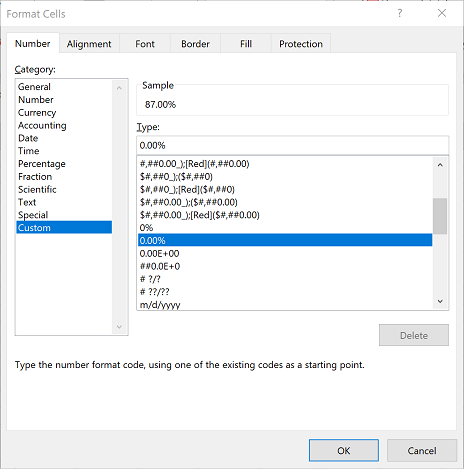 Format Cells
Number Alignment Font Border Fill Protection
Category:
General
Number
Currency
Accounting
Date
Time
Percentage
Fraction
Scientific
Text
Special
Custom
Sample
87.00%
Type:
0.00%
#,##0.00_);[Red](#,##0.00)
$#,##0_);($#,##0)
$#,##0_);[Red]($#,##0)
$#,##0.00_);($#,##0.00)
$#,##0.00_);[Red]($#,##0.00)
0%
0.00%
0.00E+00
##0.0E+0
# ?/?
# ??/??
m/d/yyyy
Delete
Type the number format code, using one of the existing codes as a starting point.
OK Cancel